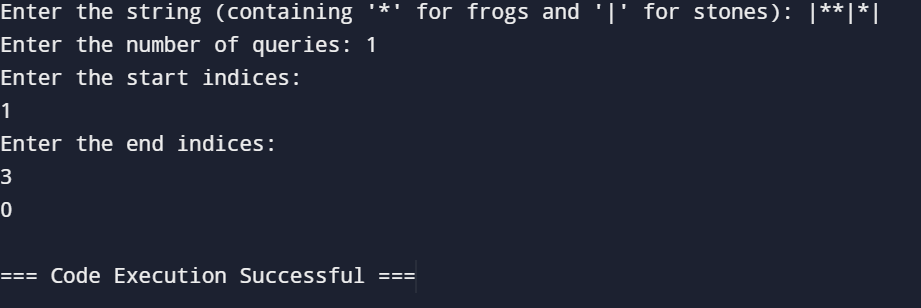 Enter the string (containing '*' for frogs and '|' for stones): |**|*|
Enter the number of queries: 1
Enter the start indices:
1
Enter the end indices:
3
0
=== Code Execution Successful ===